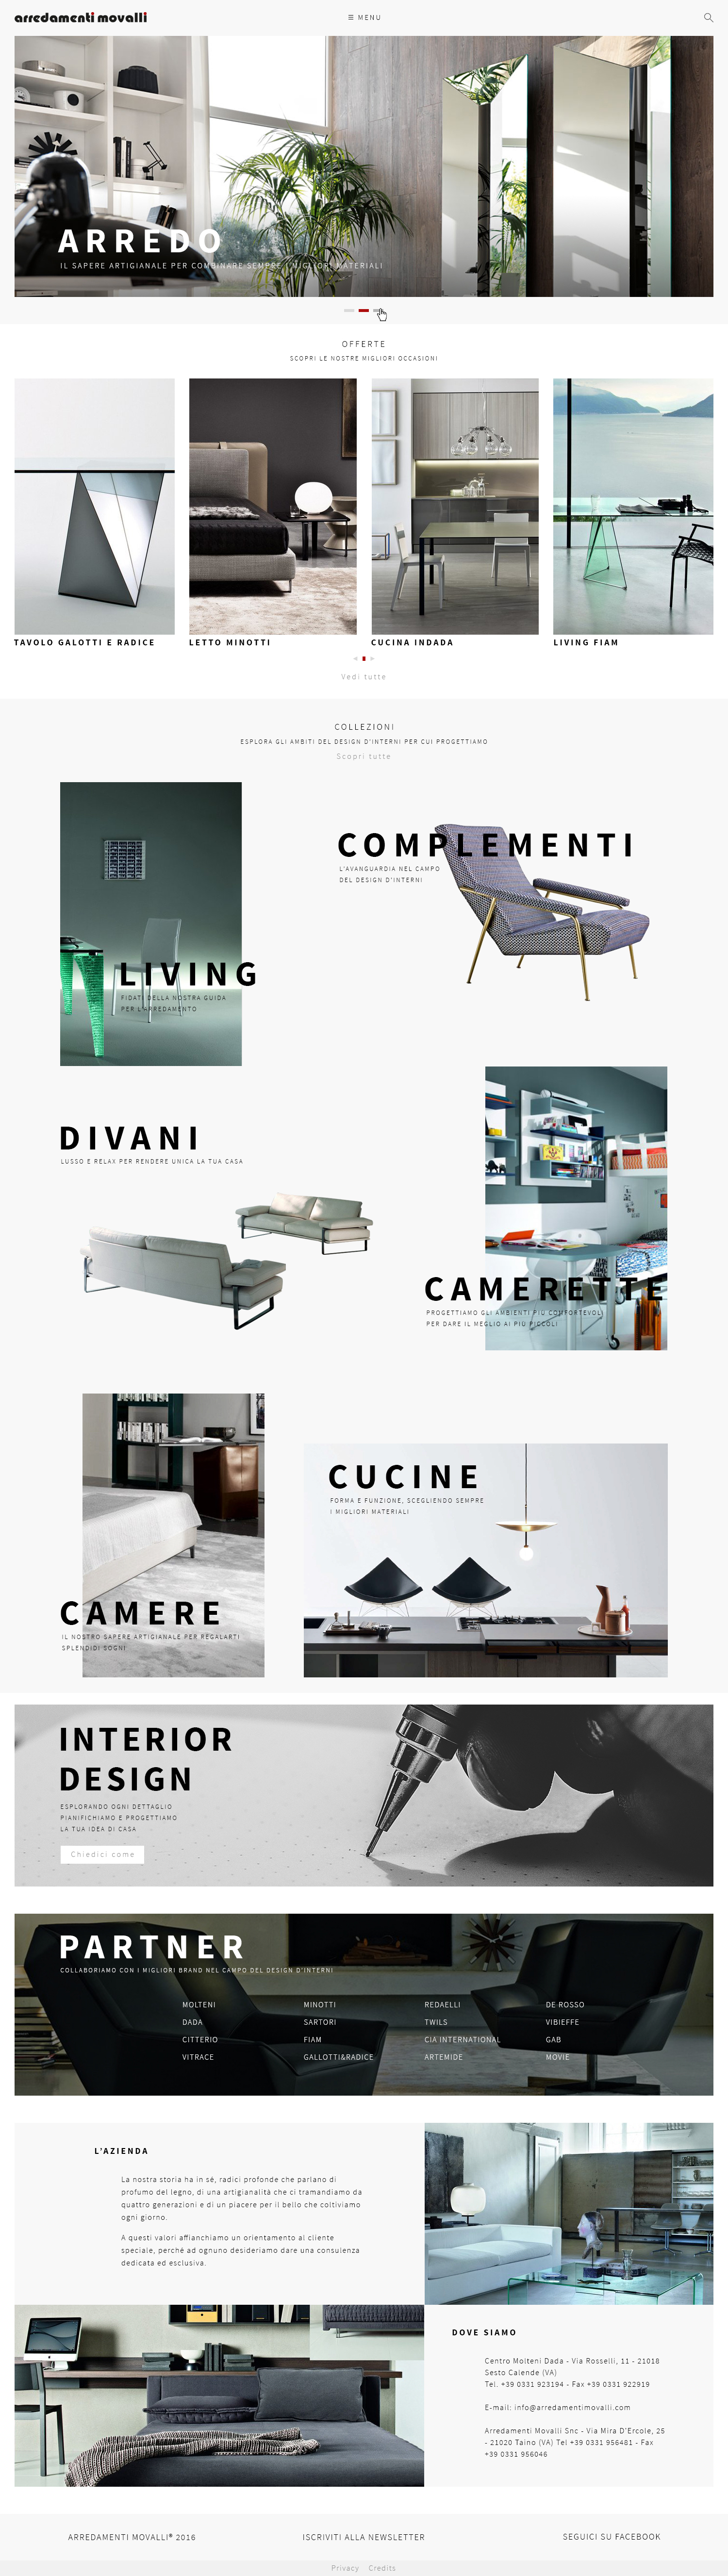 arredamenti movalli
☰ MENU
ARREDO
IL SAPERE ARTIGIANALE PER COMBINARE SEMPRE I MIGLIORI MATERIALI
OFFERTE
SCOPRI LE NOSTRE MIGLIORI OCCASIONI
TAVOLO GALOTTI E RADICE
LETTO MINOTTI
CUCINA INDADA
LIVING FIAM
Vedi tutte
COLLEZIONI
ESPLORA GLI AMBITI DEL DESIGN D'INTERNI PER CUI PROGETTIAMO
Scopri tutte
COMPLEMENTI
L'AVANGUARDIA NEL CAMPO
DEL DESIGN D'INTERNI
LIVING
FIDATI DELLA NOSTRA GUIDA
PER L'ARREDAMENTO
DIVANI
LUSSO E RELAX PER RENDERE UNICA LA TUA CASA
CAMERETTE
PROGETTIAMO GLI AMBIENTI PIÙ COMFORTEVOLI
PER DARE IL MEGLIO AI PIÙ PICCOLI
CUCINE
FORMA E FUNZIONE, SCEGLIENDO SEMPRE
I MIGLIORI MATERIALI
CAMERE
IL NOSTRO SAPERE ARTIGIANALE PER REGALARTI
SPLENDIDI SOGNI
INTERIOR
DESIGN
ESPLORANDO OGNI DETTAGLIO
PIANIFICHIAMO E PROGETTIAMO
LA TUA IDEA DI CASA
Chiedici come
PARTNER
COLLABORIAMO CON I MIGLIORI BRAND NEL CAMPO DEL DESIGN D'INTERNI
MOLTENI
DADA
CITTERIO
VITRACE
MINOTTI
SARTORI
FIAM
GALLOTTI&RADICE
REDAELLI
TWILS
CIA INTERNATIONAL
ARTEMIDE
DE ROSSO
VIBIEFFE
GAB
MOVIE
L'AZIENDA
La nostra storia ha in sé, radici profonde che parlano di
profumo del legno, di una artigianalità che ci tramandiamo da
quattro generazioni e di un piacere per il bello che coltiviamo
ogni giorno.
A questi valori affianchiamo un orientamento al cliente
speciale, perché ad ognuno desideriamo dare una consulenza
dedicata ed esclusiva.
DOVE SIAMO
Centro Molteni Dada - Via Rosselli, 11 - 21018
Sesto Calende (VA)
Tel. +39 0331 923194 - Fax +39 0331 922919
E-mail: info@arredamentimovalli.com
Arredamenti Movalli Snc - Via Mira D'Ercole, 25
- 21020 Taino (VA) Tel +39 0331 956481 - Fax
+39 0331 956046
ARREDAMENTI MOVALLI® 2016
ISCRIVITI ALLA NEWSLETTER
SEGUICI SU FACEBOOK
Privacy Credits